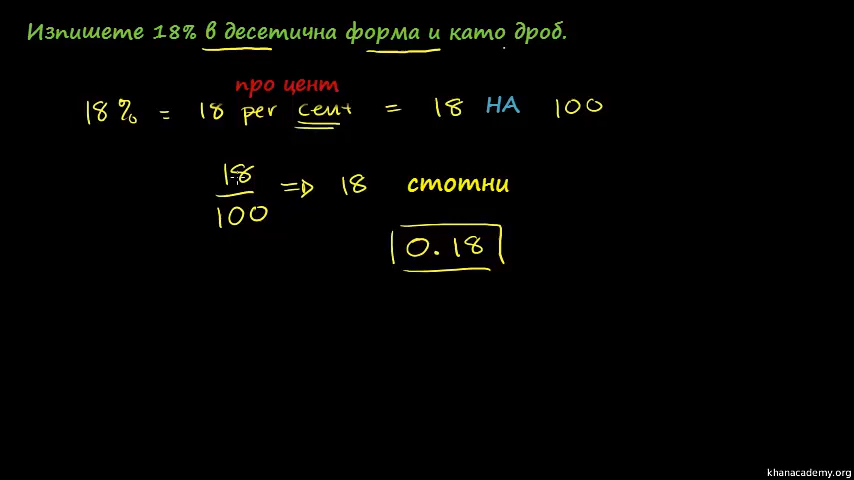 Изпишете 18% в десетична форма и като дроб.
про цент
18% = 18 per cent = 18 НА 100
18/100 ⇒ 18 стотни
0.18
khanacademy.org